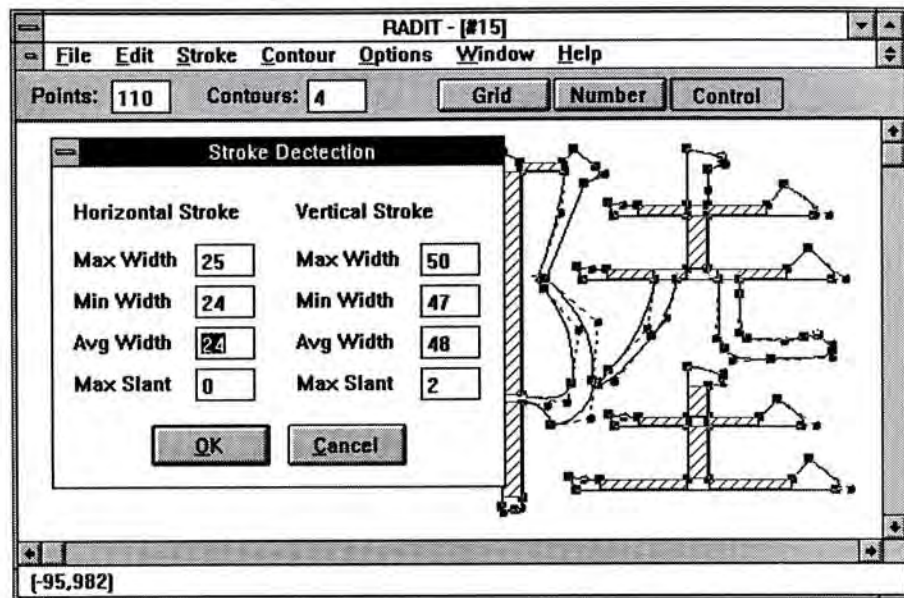 RADIT - [#15]
File Edit Stroke Contour Options Window Help
Points: 110 Contours: 4 Grid Number Control
Stroke Dectection
Horizontal Stroke Vertical Stroke
Max Width 25 Max Width 50
Min Width 24 Min Width 47
Avg Width 24 Avg Width 48
Max Slant 0 Max Slant 2
OK Cancel
[-95,982]